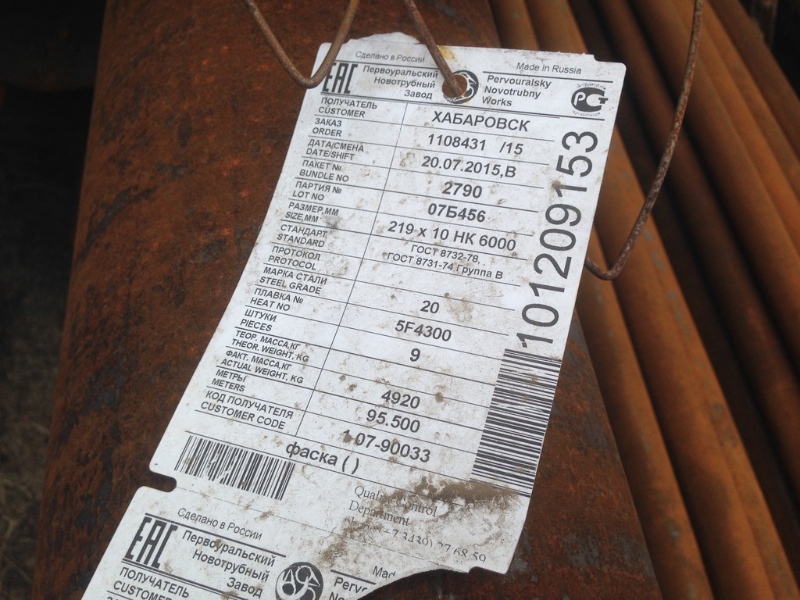 Сделано в России
Made in Russia
EAC Первоуральский Новотрубный Завод
Pervouralsky Novotrubny Works
РСТ
ПОЛУЧАТЕЛЬ
CUSTOMER
ХАБАРОВСК
ЗАКАЗ
ORDER
1108431 /15
ДАТА/СМЕНА
DATE/SHIFT
20.07.2015,В
ПАКЕТ №
BUNDLE NO
2790
ПАРТИЯ №
LOT NO
07Б456
РАЗМЕР,ММ
SIZE,MM
219 x 10 НК 6000
СТАНДАРТ
STANDARD
ГОСТ 8732-78,
ГОСТ 8731-74 Группа В
ПРОТОКОЛ
PROTOCOL
МАРКА СТАЛИ
STEEL GRADE
20
ПЛАВКА №
HEAT NO
5F4300
ШТУКИ
PIECES
9
ТЕОР. МАССА,КГ
THEOR. WEIGHT, KG
ФАКТ. МАССА,КГ
ACTUAL WEIGHT, KG
4920
МЕТРЫ
METERS
95.500
КОД ПОЛУЧАТЕЛЯ
CUSTOMER CODE
1-07-90033
фаска ( )
101209153
Quality Control
Department
Сделано в России
EAC Первоуральский
Новотрубный
Завод
ПОЛУЧАТЕЛЬ
CUSTOMER